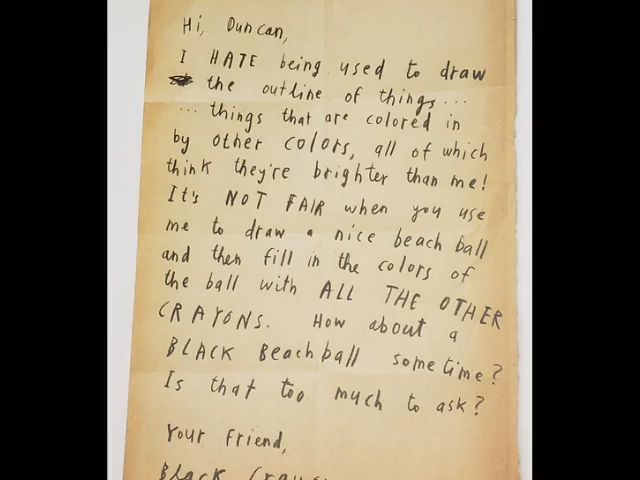 Hi, Duncan,
I HATE being used to draw
the outline of things...
...things that are colored in
by other colors, all of which
think they're brighter than me!
It's NOT FAIR when you use
me to draw a nice beach ball
and then fill in the colors of
the ball with ALL THE OTHER
CRAYONS. How about a
BLACK Beachball sometime?
Is that too much to ask?
Your friend,
Black